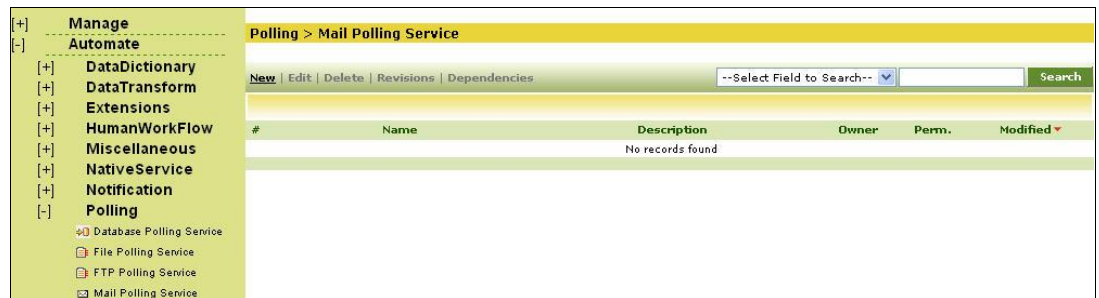 [+] Manage
[-] Automate
[+] DataDictionary
[+] DataTransform
[+] Extensions
[+] HumanWorkFlow
[+] Miscellaneous
[+] NativeService
[+] Notification
[-] Polling
Database Polling Service
File Polling Service
FTP Polling Service
Mail Polling Service
Polling > Mail Polling Service
New | Edit | Delete | Revisions | Dependencies --Select Field to Search-- Search
# Name Description Owner Perm. Modified
No records found